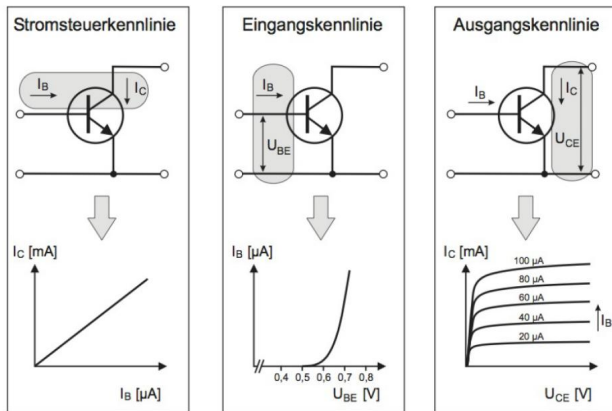 Stromsteuerkennlinie
I_B
I_C
I_C [mA]
I_B [µA]
Eingangskennlinie
I_B
U_BE
I_B [µA]
0,4 0,5 0,6 0,7 0,8
U_BE [V]
Ausgangskennlinie
I_B
I_C
U_CE
I_C [mA]
100 µA
80 µA
60 µA
40 µA
20 µA
I_B
U_CE [V]